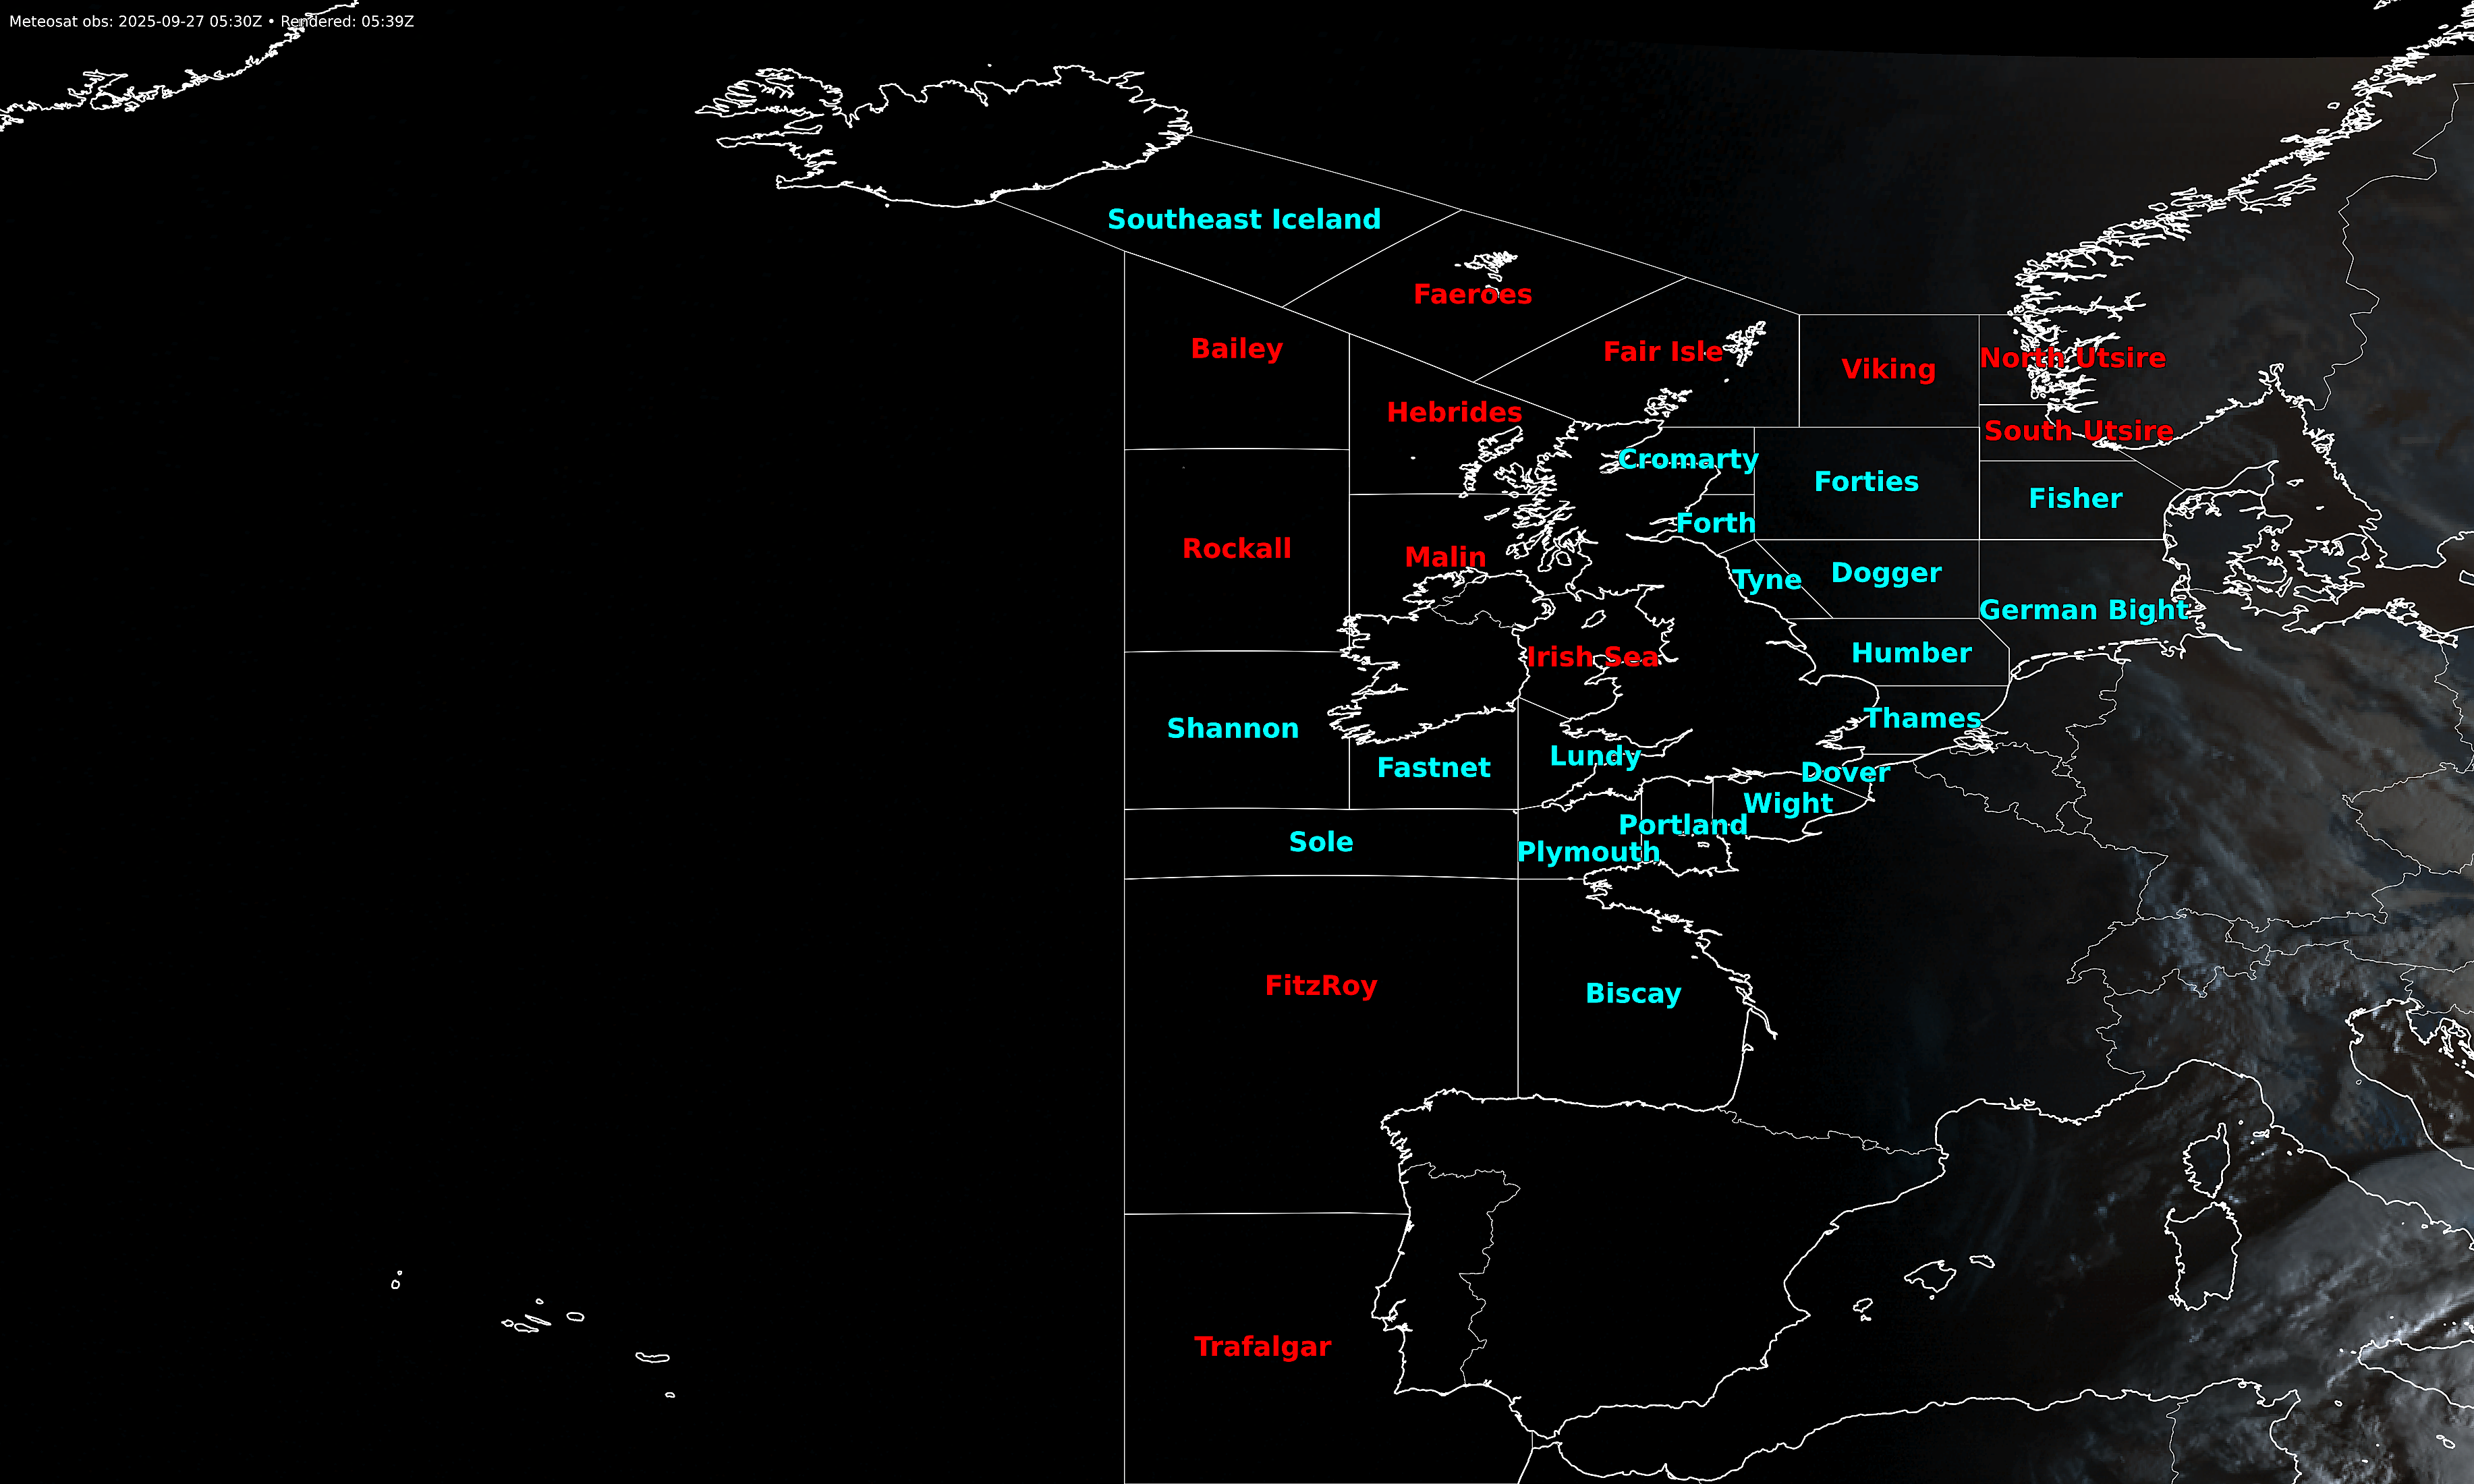 Meteosat obs: 2025-09-27 05:30Z • Rendered: 05:39Z
Southeast Iceland
Faeroes
Bailey
Fair Isle
Viking
North Utsire
Hebrides
South Utsire
Cromarty
Forties
Fisher
Forth
Rockall
Malin
Tyne
Dogger
German Bight
Irish Sea
Humber
Shannon
Thames
Fastnet
Lundy
Dover
Wight
Portland
Sole
Plymouth
FitzRoy
Biscay
Trafalgar